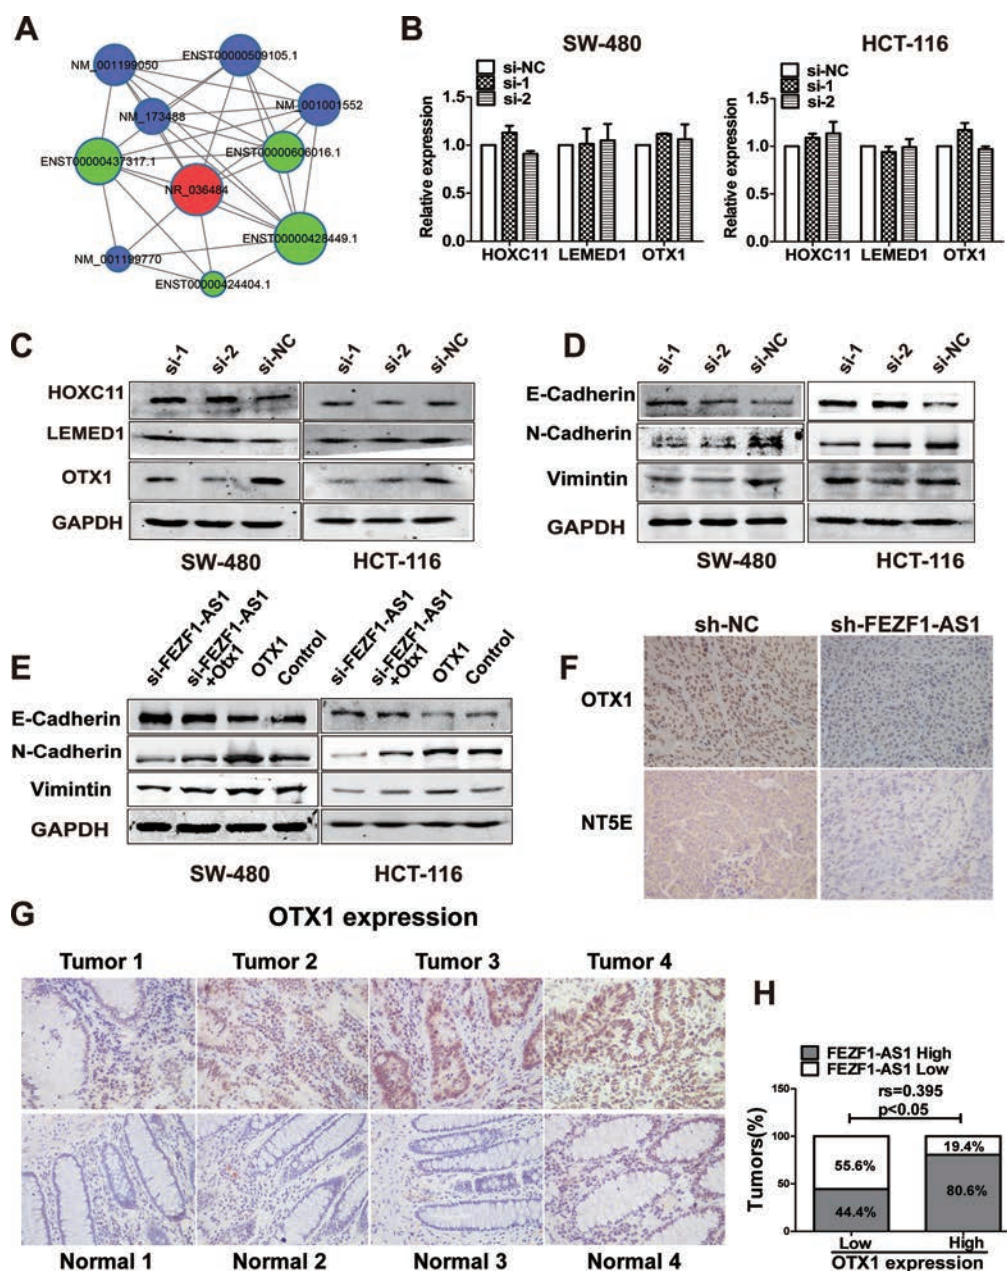 A
NM_001199050
ENST00000509105.1
NM_173488
NM_001001552
ENST00000437317.1
ENST00000606016.1
NR_036484
ENST00000428449.1
NM_001199770
ENST00000424404.1
B
SW-480
si-NC
si-1
si-2
Relative expression
1.5
1.0
0.5
0.0
HOXC11 LEMED1 OTX1
HCT-116
si-NC
si-1
si-2
Relative expression
1.5
1.0
0.5
0.0
HOXC11 LEMED1 OTX1
C
si-1 si-2 si-NC si-1 si-2 si-NC
HOXC11
LEMED1
OTX1
GAPDH
SW-480 HCT-116
D
si-1 si-2 si-NC si-1 si-2 si-NC
E-Cadherin
N-Cadherin
Vimintin
GAPDH
SW-480 HCT-116
E
si-FEZF1-AS1 si-FEZF1-AS1 +Otx1 OTX1 Control si-FEZF1-AS1 si-FEZF1-AS1 +Otx1 OTX1 Control
E-Cadherin
N-Cadherin
Vimintin
GAPDH
SW-480 HCT-116
F
sh-NC sh-FEZF1-AS1
OTX1
NT5E
G
OTX1 expression
Tumor 1 Tumor 2 Tumor 3 Tumor 4
Normal 1 Normal 2 Normal 3 Normal 4
H
FEZF1-AS1 High
FEZF1-AS1 Low
rs=0.395
p<0.05
Tumors(%)
100
50
0
55.6%
44.4%
19.4%
80.6%
Low High
OTX1 expression